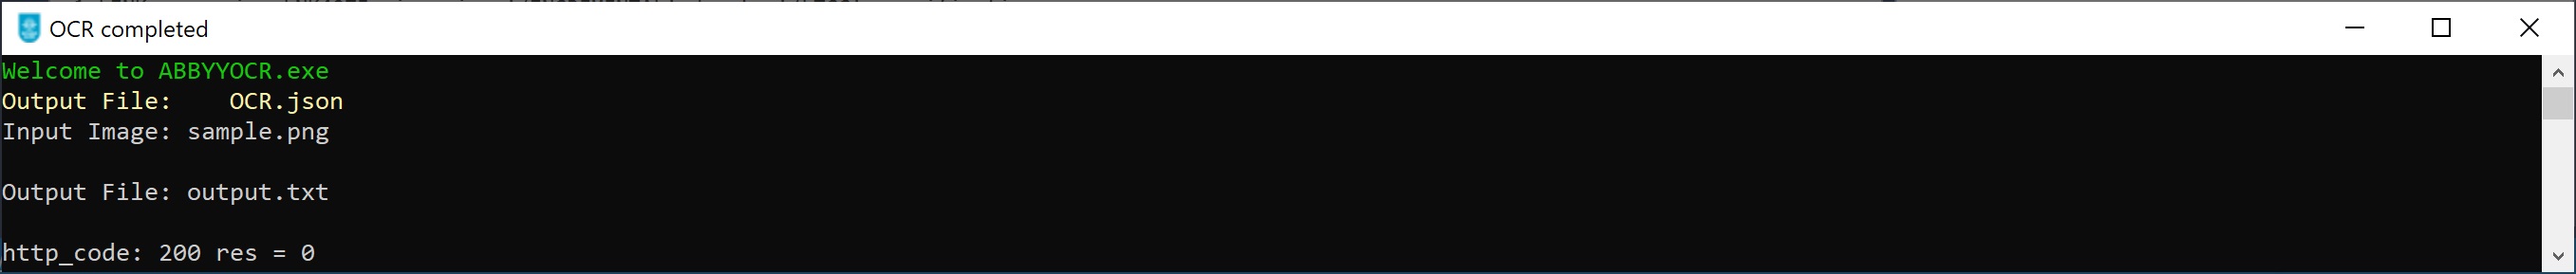 OCR completed
Welcome to ABBYYOCR.exe
Output File:    OCR.json
Input Image: sample.png
Output File: output.txt
http_code: 200 res = 0